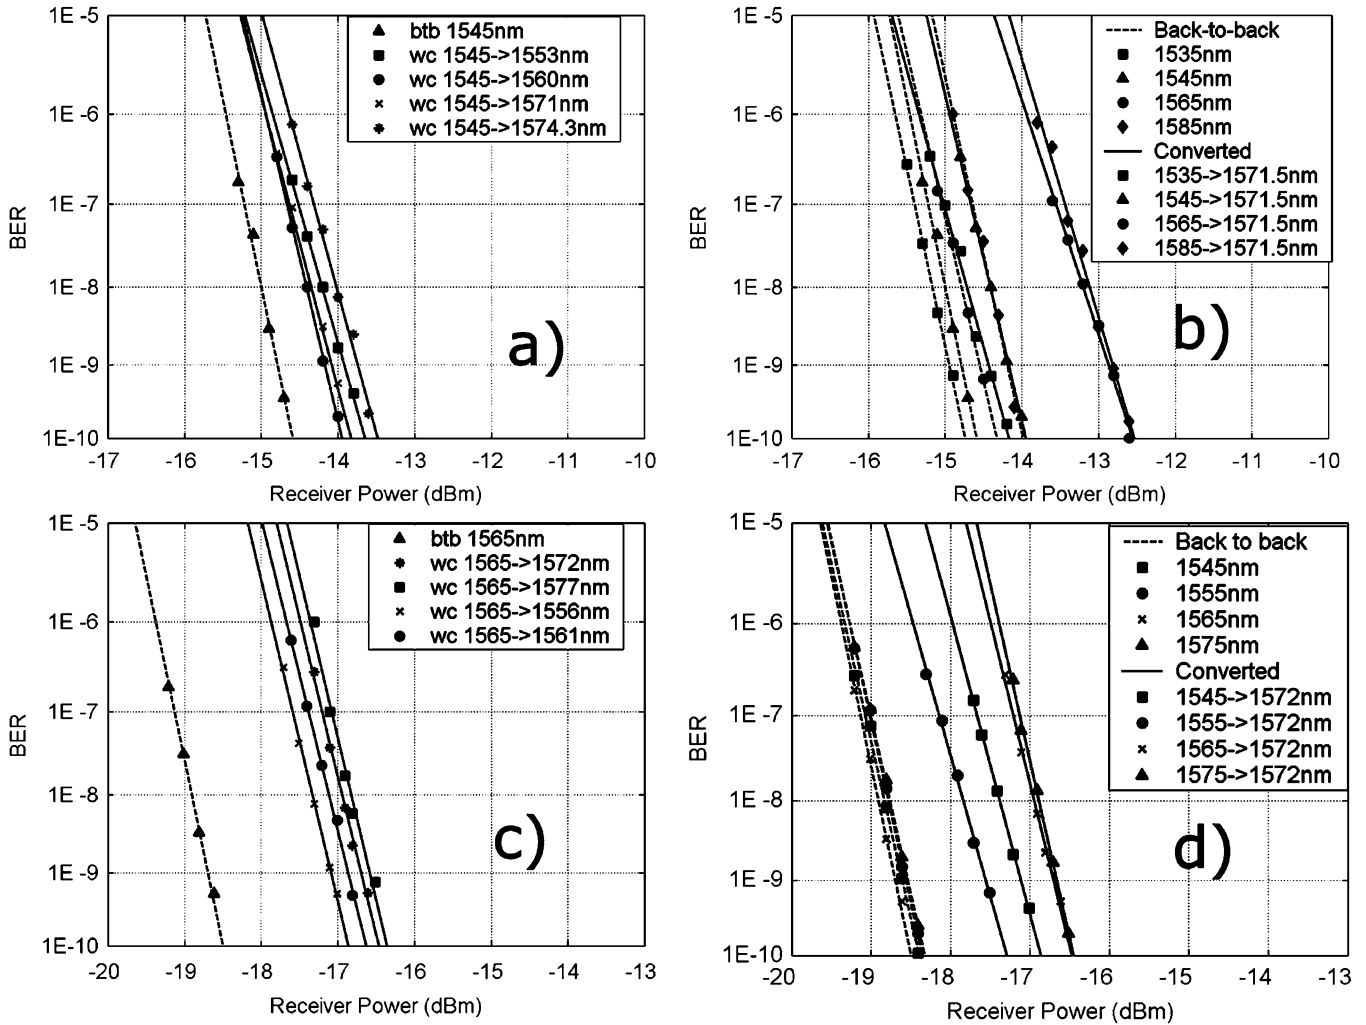 1E -5
1E -6
1E -7
1E -8
1E -9
1E-10
BER
btb 1545nm
wc 1545->1553nm
wc 1545->1560nm
wc 1545->1571nm
wc 1545->1574.3nm
a)
-17 -16 -15 -14 -13 -12 -11 -10
Receiver Power (dBm)
1E -5
1E -6
1E -7
1E -8
1E -9
1E-10
BER
Back-to-back
1535nm
1545nm
1565nm
1585nm
Converted
1535->1571.5nm
1545->1571.5nm
1565->1571.5nm
1585->1571.5nm
b)
-17 -16 -15 -14 -13 -12 -11 -10
Receiver Power (dBm)
1E -5
1E -6
1E -7
1E -8
1E -9
1E -10
BER
btb 1565nm
wc 1565->1572nm
wc 1565->1577nm
wc 1565->1556nm
wc 1565->1561nm
c)
-20 -19 -18 -17 -16 -15 -14 -13
Receiver Power (dBm)
1E -5
1E -6
1E -7
1E -8
1E -9
1E -10
BER
Back to back
1545nm
1555nm
1565nm
1575nm
Converted
1545->1572nm
1555->1572nm
1565->1572nm
1575->1572nm
d)
-20 -19 -18 -17 -16 -15 -14 -13
Receiver Power (dBm)